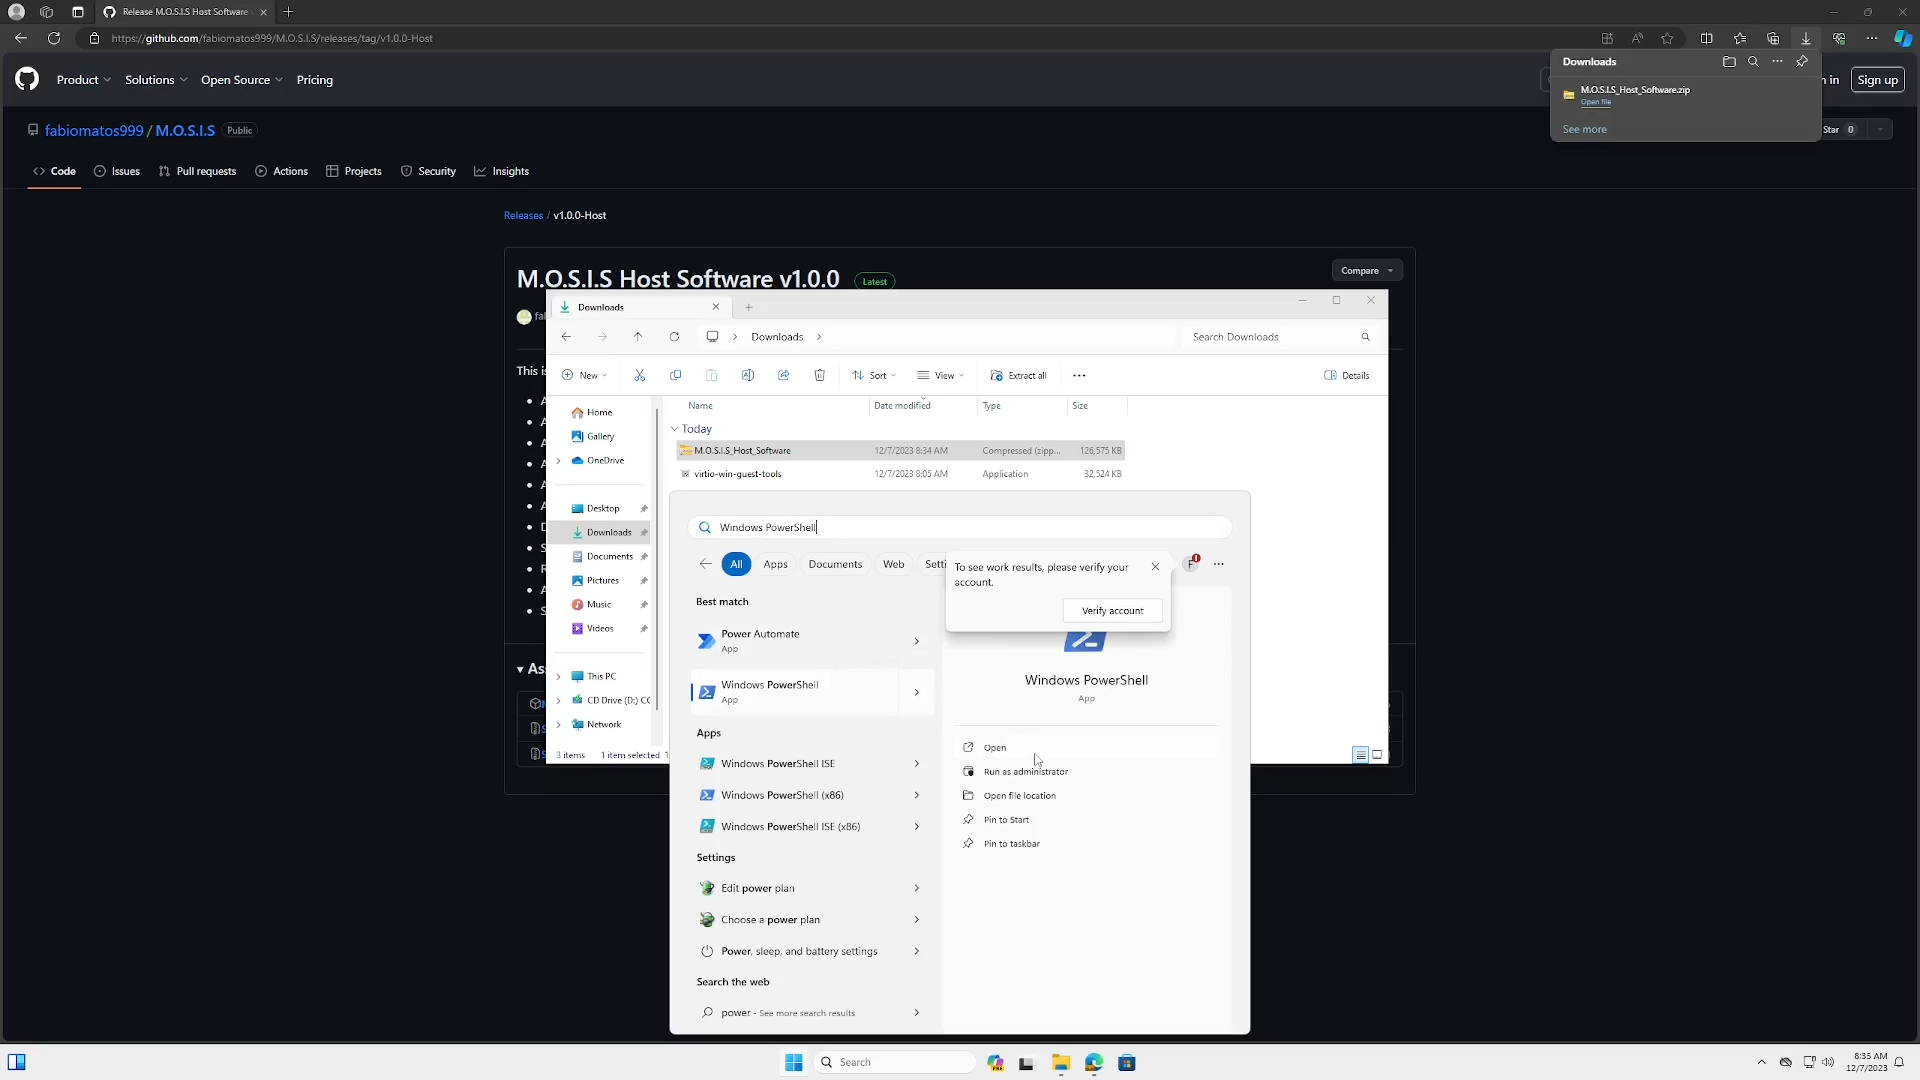 Release M.O.S.I.S Host Software
https://github.com/fabiomatos999/M.O.S.I.S/releases/tag/v1.0.0-Host
Downloads
M.O.S.I.S_Host_Software.zip
Open file
See more
Product
Solutions
Open Source
Pricing
in
Sign up
fabiomatos999 / M.O.S.I.S
Public
Star 0
Code
Issues
Pull requests
Actions
Projects
Security
Insights
Releases / v1.0.0-Host
M.O.S.I.S Host Software v1.0.0
Latest
Compare
This is
Downloads
Downloads
Search Downloads
New
Sort
View
Extract all
Details
Name
Date modified
Type
Size
Today
M.O.S.I.S_Host_Software 12/7/2023 8:34 AM Compressed (zipp... 126,575 KB
virtio-win-guest-tools 12/7/2023 8:05 AM Application 32,524 KB
Home
Gallery
OneDrive
Desktop
Downloads
Documents
Pictures
Music
Videos
This PC
CD Drive (D:) CC
Network
3 items 1 item selected 1
Windows PowerShell
All
Apps
Documents
Web
Setti
F
To see work results, please verify your
account.
Verify account
Best match
Power Automate
App
Windows PowerShell
App
Apps
Windows PowerShell ISE
Windows PowerShell (x86)
Windows PowerShell ISE (x86)
Settings
Edit power plan
Choose a power plan
Power, sleep, and battery settings
Search the web
power - See more search results
Windows PowerShell
App
Open
Run as administrator
Open file location
Pin to Start
Pin to taskbar
Search
8:35 AM
12/7/2023